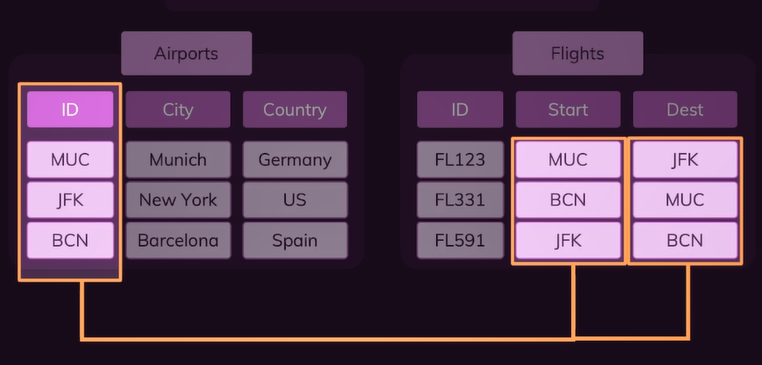 Airports
ID City Country
MUC Munich Germany
JFK New York US
BCN Barcelona Spain
Flights
ID Start Dest
FL123 MUC JFK
FL331 BCN MUC
FL591 JFK BCN